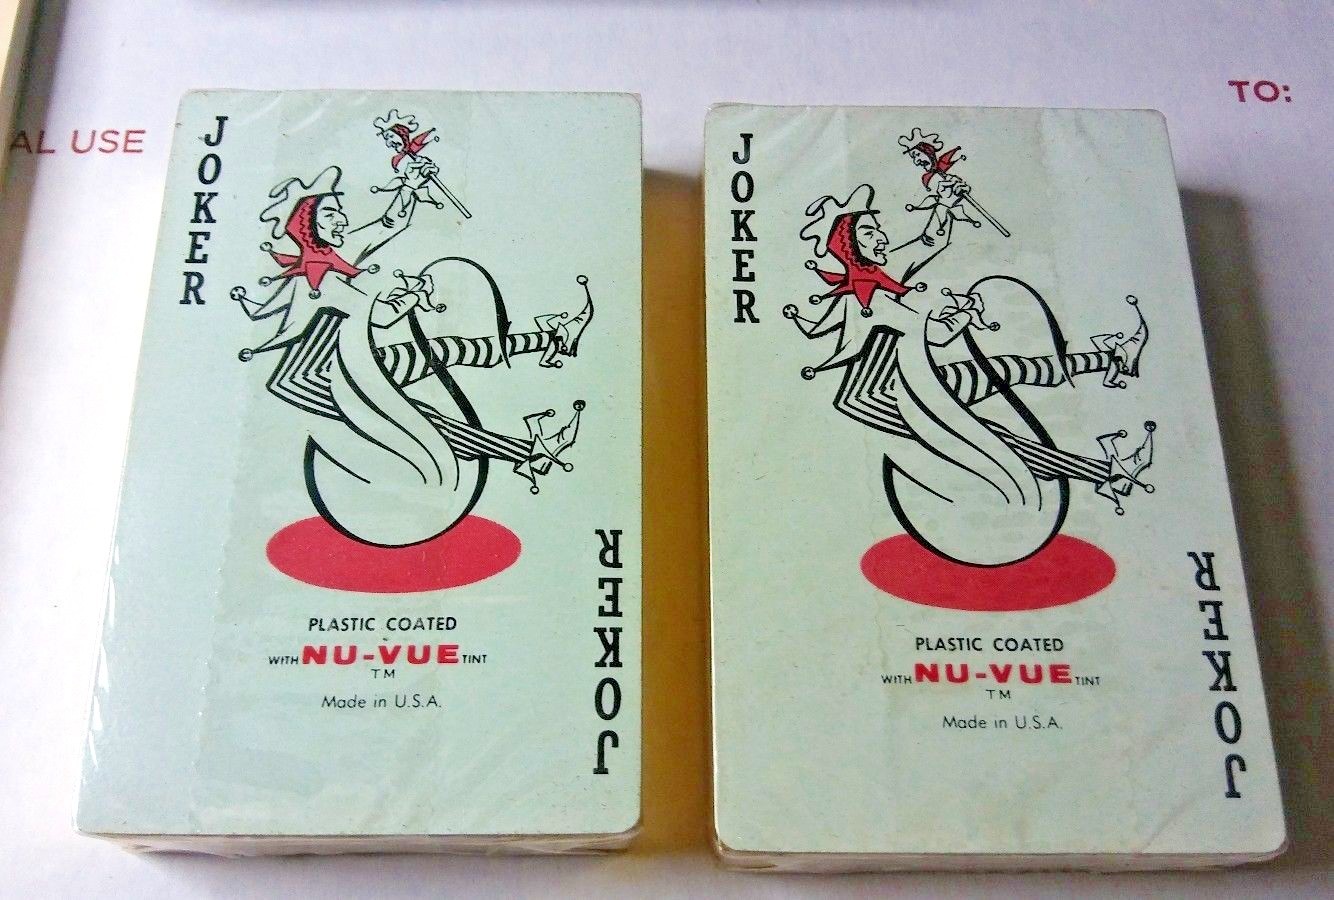 AL USE
TO:
JOKER
PLASTIC COATED
WITH NU-VUE TINT
TM
Made in U.S.A.
JOKER
JOKER
PLASTIC COATED
WITH NU-VUE TINT
TM
Made in U.S.A.
JOKER